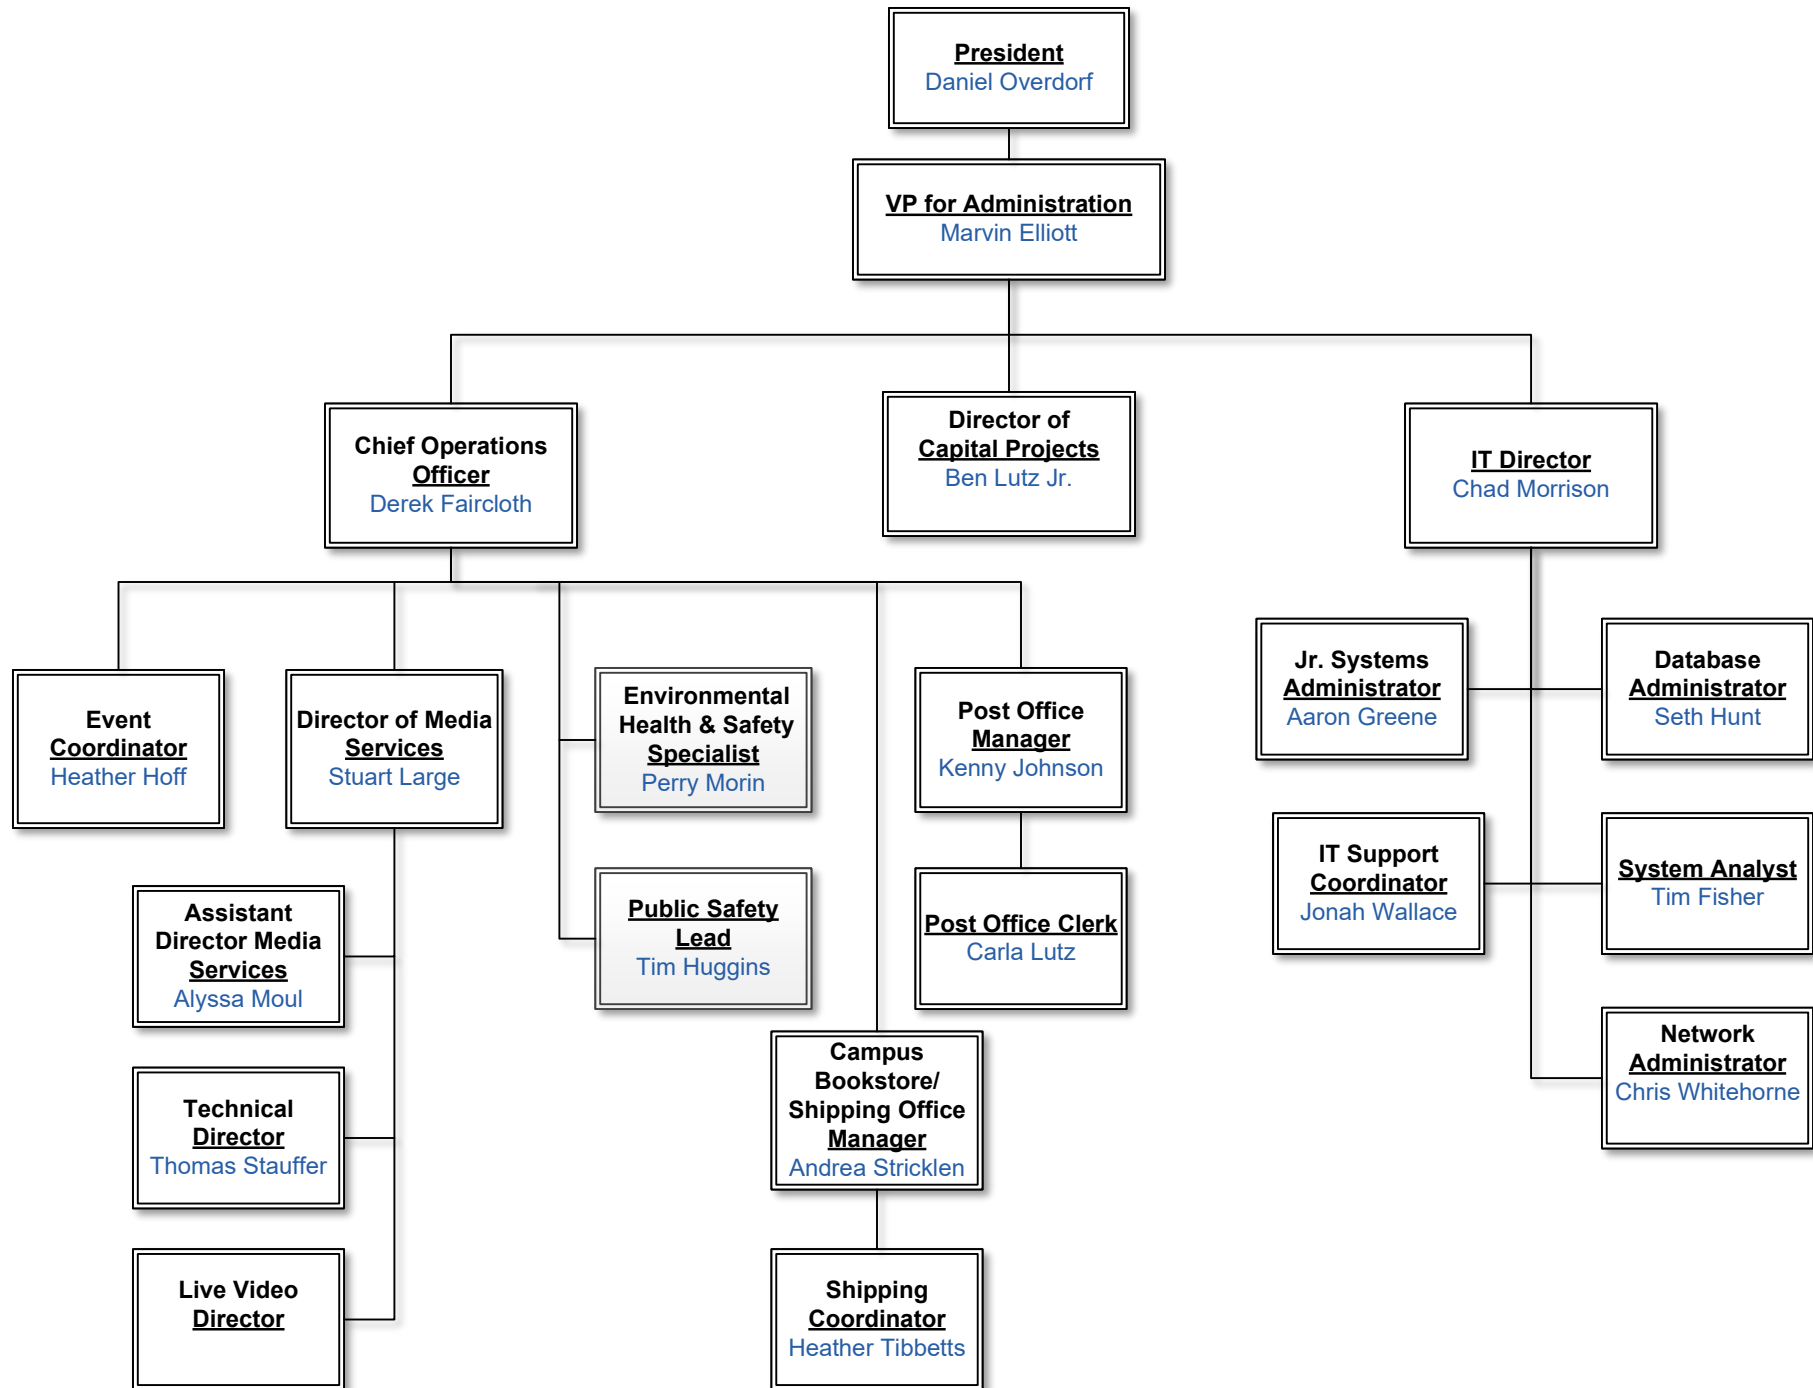 President
Daniel Overdorf
VP for Administration
Marvin Elliott
Chief Operations
Officer
Derek Faircloth
Director of
Capital Projects
Ben Lutz Jr.
IT Director
Chad Morrison
Event
Coordinator
Heather Hoff
Director of Media
Services
Stuart Large
Environmental
Health & Safety
Specialist
Perry Morin
Post Office
Manager
Kenny Johnson
Jr. Systems
Administrator
Aaron Greene
Database
Administrator
Seth Hunt
Assistant
Director Media
Services
Alyssa Moul
Public Safety
Lead
Tim Huggins
Post Office Clerk
Carla Lutz
IT Support
Coordinator
Jonah Wallace
System Analyst
Tim Fisher
Technical
Director
Thomas Stauffer
Campus
Bookstore/
Shipping Office
Manager
Andrea Stricklen
Network
Administrator
Chris Whitehorne
Live Video
Director
Shipping
Coordinator
Heather Tibbetts